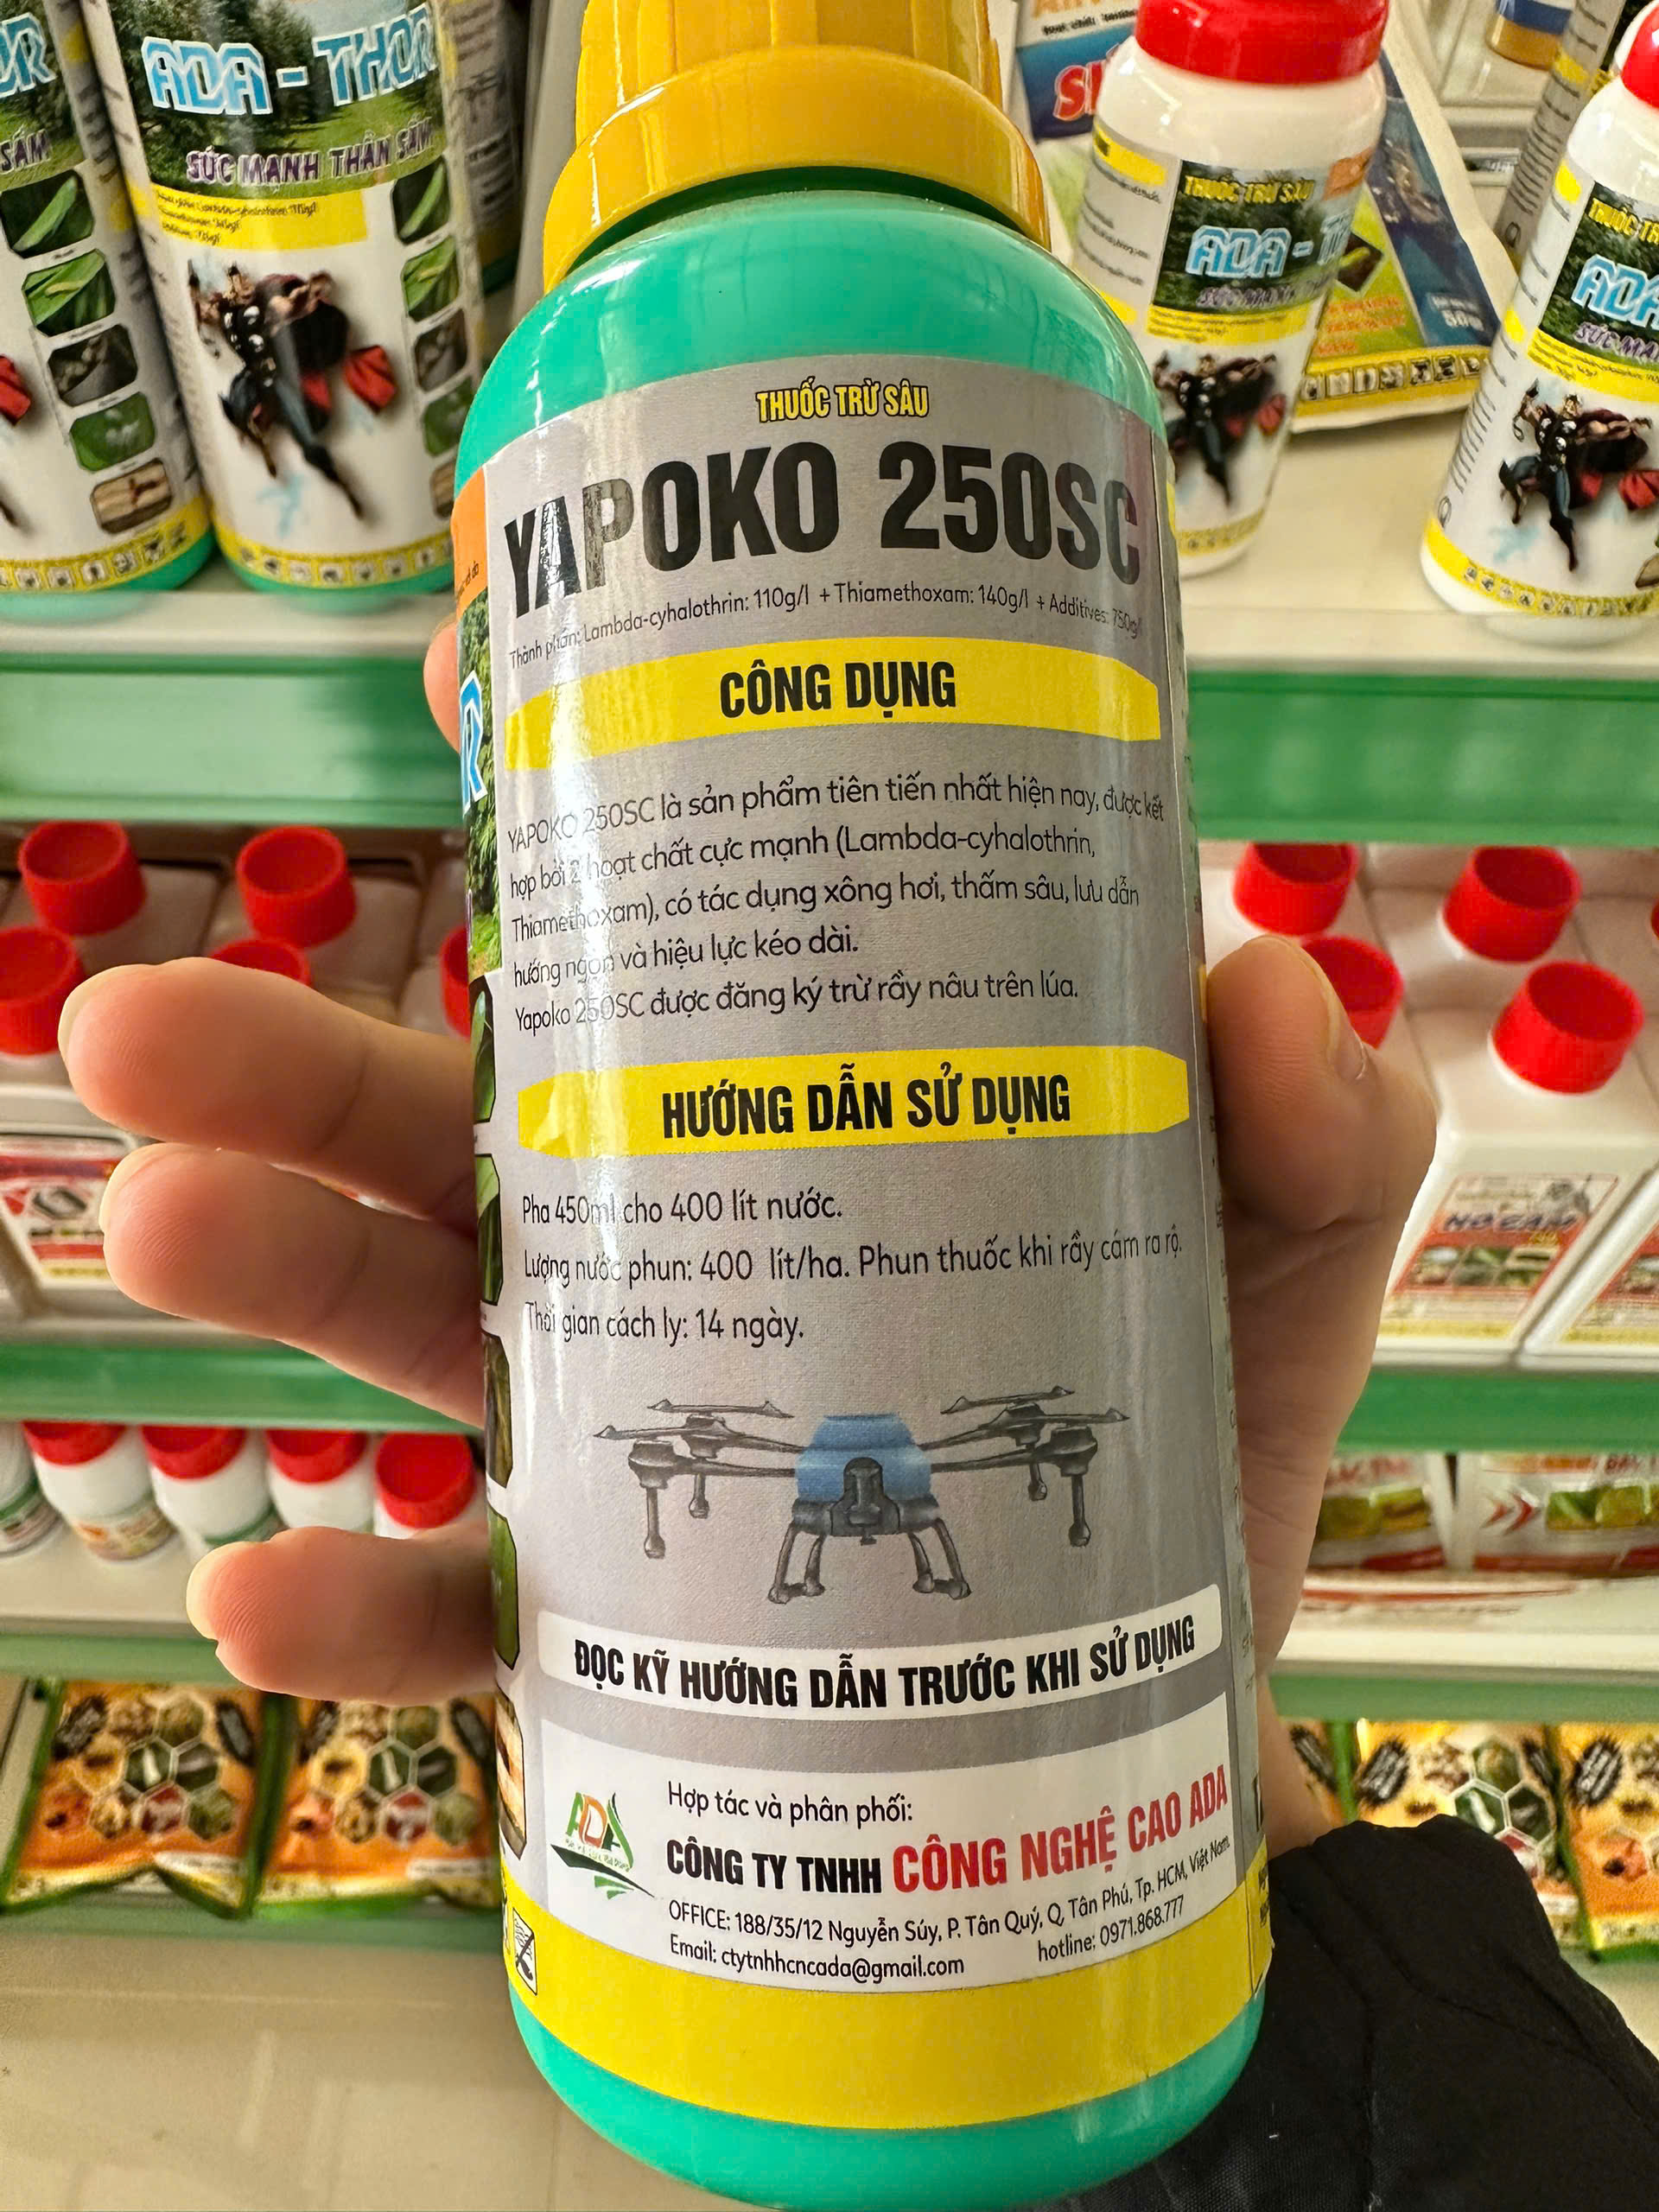 ADA - THOR
SỨC MẠNH THẦN SẤM
THUỐC TRỪ SÂU
ADA - T
THUỐC TRỪ SÂU
YAPOKO 250SC
Thành phần: Lambda-cyhalothrin: 110g/l + Thiamethoxam: 140g/l + Additives: 750g/l
CÔNG DỤNG
YAPOKO 250SC là sản phẩm tiên tiến nhất hiện nay, được kết
hợp bởi 2 hoạt chất cực mạnh (Lambda-cyhalothrin,
Thiamethoxam), có tác dụng xông hơi, thấm sâu, lưu dẫn
hướng ngọn và hiệu lực kéo dài.
Yapoko 250SC được đăng ký trừ rầy nâu trên lúa.
HƯỚNG DẪN SỬ DỤNG
Pha 450ml cho 400 lít nước.
Lượng nước phun: 400 lít/ha. Phun thuốc khi rầy cám ra rộ.
Thời gian cách ly: 14 ngày.
ĐỌC KỸ HƯỚNG DẪN TRƯỚC KHI SỬ DỤNG
ADA
Hợp tác và phân phối:
CÔNG TY TNHH CÔNG NGHỆ CAO ADA
OFFICE: 188/35/12 Nguyễn Súy, P. Tân Quý, Q. Tân Phú, Tp. HCM, Việt Nam
Email: ctytnhhcncada@gmail.com hotline: 0971.868.777